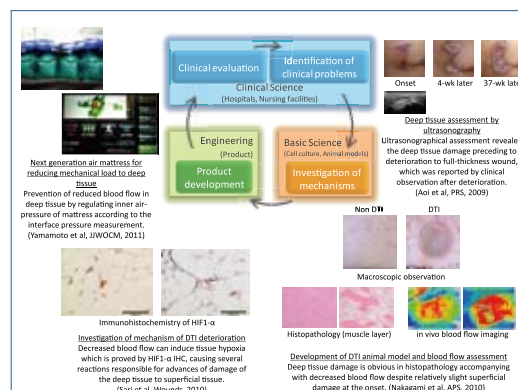 Clinical evaluation
Identification of
clinical problems
Clinical Science
(Hospitals, Nursing facilities)
Engineering
(Product)
Product
development
Basic Science
(Cell culture, Animal models)
Investigation of
mechanisms
Onset
4-wk later
37-wk later
Deep tissue assessment by
ultrasonography
Ultrasonographical assessment reveale
the deep tissue damage preceding to
deterioration to full-thickness wound,
which was reported by clinical
observation after deterioration.
(Aoi et al, PRS, 2009)
Next generation air mattress for
reducing mechanical load to deep
tissue
Prevention of reduced blood flow in
deep tissue by regulating inner air-
pressure of mattress according to the
interface pressure measurement.
(Yamamoto et al, JJWOCM, 2011)
Non DTI
DTI
Macroscopic observation
Immunohistochemistry of HIF1-α
Histopathology (muscle layer)
in vivo blood flow imaging
Investigation of mechanism of DTI deterioration
Decreased blood flow can induce tissue hypoxia
which is proved by HIF1-α IHC, causing several
reactions responsible for advances of damage of
the deep tissue to superficial tissue.
(Sari et al, Wounds, 2010)
Development of DTI animal model and blood flow assessment
Deep tissue damage is obvious in histopathology accompanying
with decreased blood flow despite relatively slight superficial
damage at the onset. (Nakagami et al, APS, 2010)